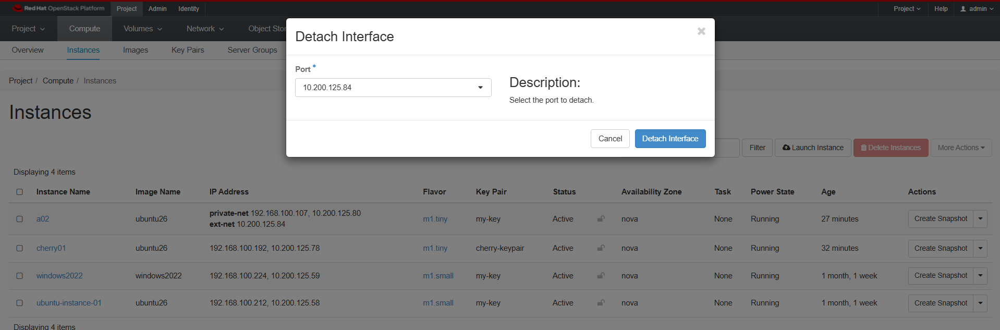 Red Hat OpenStack Platform Project Admin Identity Project Help admin
Project Compute Volumes Network Object Stor
Overview Instances Images Key Pairs Server Groups
Project / Compute / Instances
Instances
Detach Interface
Port *
10.200.125.84
Description:
Select the port to detach.
Cancel Detach Interface
Filter Launch Instance Delete Instances More Actions
Displaying 4 items
Instance Name Image Name IP Address Flavor Key Pair Status Availability Zone Task Power State Age Actions
a02 ubuntu26 private-net 192.168.100.107, 10.200.125.80 m1.tiny my-key Active nova None Running 27 minutes Create Snapshot
ext-net 10.200.125.84
cherry01 ubuntu26 192.168.100.192, 10.200.125.78 m1.tiny cherry-keypair Active nova None Running 32 minutes Create Snapshot
windows2022 windows2022 192.168.100.224, 10.200.125.59 m1.small my-key Active nova None Running 1 month, 1 week Create Snapshot
ubuntu-instance-01 ubuntu26 192.168.100.212, 10.200.125.58 m1.small my-key Active nova None Running 1 month, 1 week Create Snapshot
Displaying 4 items